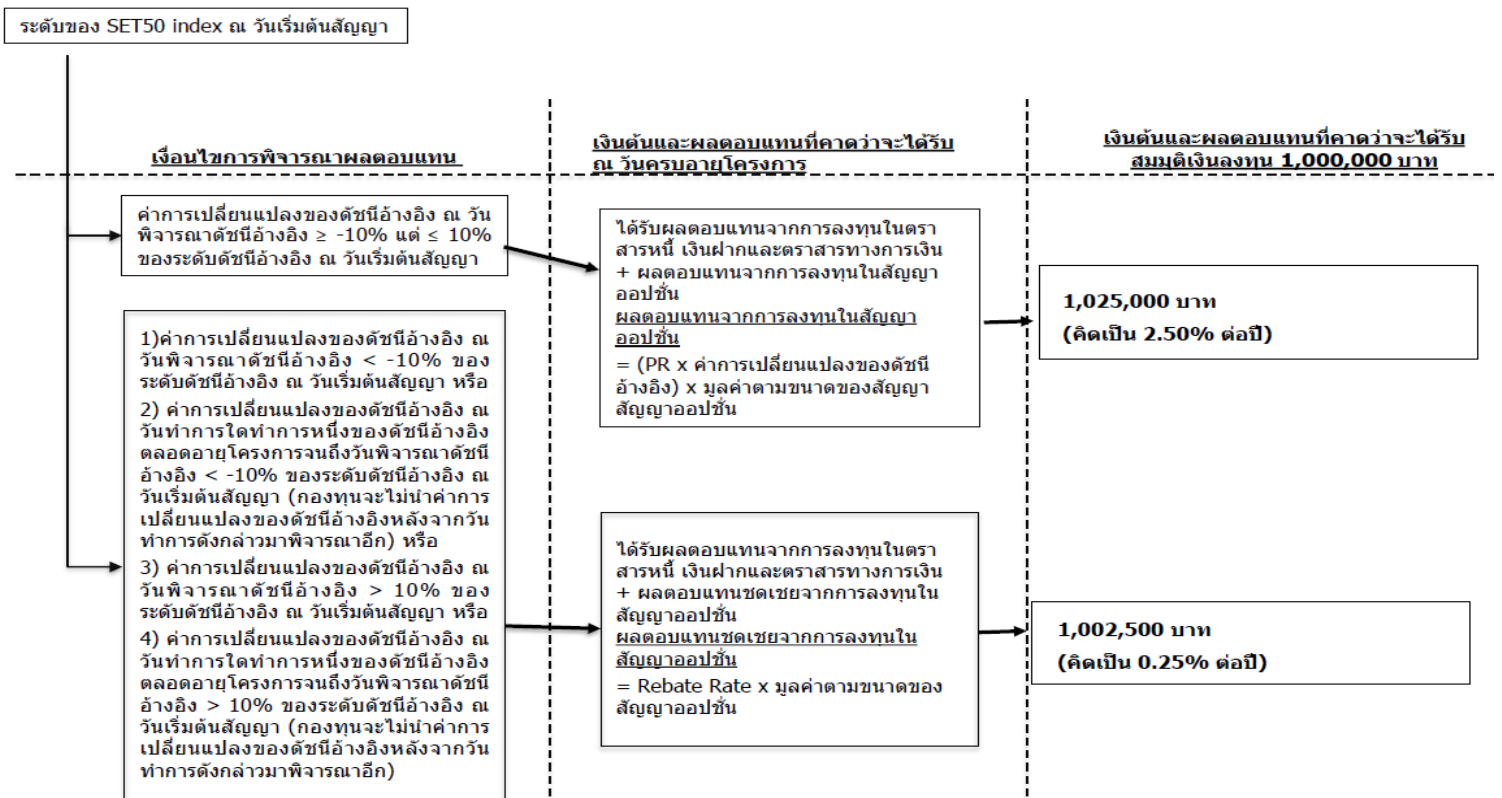 ระดับของ SET50 index ณ วันเริ่มต้นสัญญา
เงื่อนไขการพิจารณาผลตอบแทน
เงินต้นและผลตอบแทนที่คาดว่าจะได้รับ
ณ วันครบอายุโครงการ
เงินต้นและผลตอบแทนที่คาดว่าจะได้รับ
สมมุติเงินลงทุน 1,000,000 บาท
ค่าการเปลี่ยนแปลงของดัชนีอ้างอิง ณ วัน
พิจารณาดัชนีอ้างอิง ≥ -10% แต่ ≤ 10%
ของระดับดัชนีอ้างอิง ณ วันเริ่มต้นสัญญา
ได้รับผลตอบแทนจากการลงทุนในตรา
สารหนี้ เงินฝากและตราสารทางการเงิน
+ ผลตอบแทนจากการลงทุนในสัญญา
ออปชั่น
ผลตอบแทนจากการลงทุนในสัญญา
ออปชั่น
= (PR x ค่าการเปลี่ยนแปลงของดัชนี
อ้างอิง) x มูลค่าตามขนาดของสัญญา
สัญญาออปชั่น
1,025,000 บาท
(คิดเป็น 2.50% ต่อปี)
1)ค่าการเปลี่ยนแปลงของดัชนีอ้างอิง ณ
วันพิจารณาดัชนีอ้างอิง < -10% ของ
ระดับดัชนีอ้างอิง ณ วันเริ่มต้นสัญญา หรือ
2) ค่าการเปลี่ยนแปลงของดัชนีอ้างอิง ณ
วันทำการใดทำการหนึ่งของดัชนีอ้างอิง
ตลอดอายุโครงการจนถึงวันพิจารณาดัชนี
อ้างอิง < -10% ของระดับดัชนีอ้างอิง ณ
วันเริ่มต้นสัญญา (กองทุนจะไม่นำค่าการ
เปลี่ยนแปลงของดัชนีอ้างอิงหลังจากวัน
ทำการดังกล่าวมาพิจารณาอีก) หรือ
3) ค่าการเปลี่ยนแปลงของดัชนีอ้างอิง ณ
วันพิจารณาดัชนีอ้างอิง > 10% ของ
ระดับดัชนีอ้างอิง ณ วันเริ่มต้นสัญญา หรือ
4) ค่าการเปลี่ยนแปลงของดัชนีอ้างอิง ณ
วันทำการใดทำการหนึ่งของดัชนีอ้างอิง
ตลอดอายุโครงการจนถึงวันพิจารณาดัชนี
อ้างอิง > 10% ของระดับดัชนีอ้างอิง ณ
วันเริ่มต้นสัญญา (กองทุนจะไม่นำค่าการ
เปลี่ยนแปลงของดัชนีอ้างอิงหลังจากวัน
ทำการดังกล่าวมาพิจารณาอีก)
ได้รับผลตอบแทนจากการลงทุนในตรา
สารหนี้ เงินฝากและตราสารทางการเงิน
+ ผลตอบแทนชดเชยจากการลงทุนใน
สัญญาออปชั่น
ผลตอบแทนชดเชยจากการลงทุนใน
สัญญาออปชั่น
= Rebate Rate x มูลค่าตามขนาดของ
สัญญาออปชั่น
1,002,500 บาท
(คิดเป็น 0.25% ต่อปี)